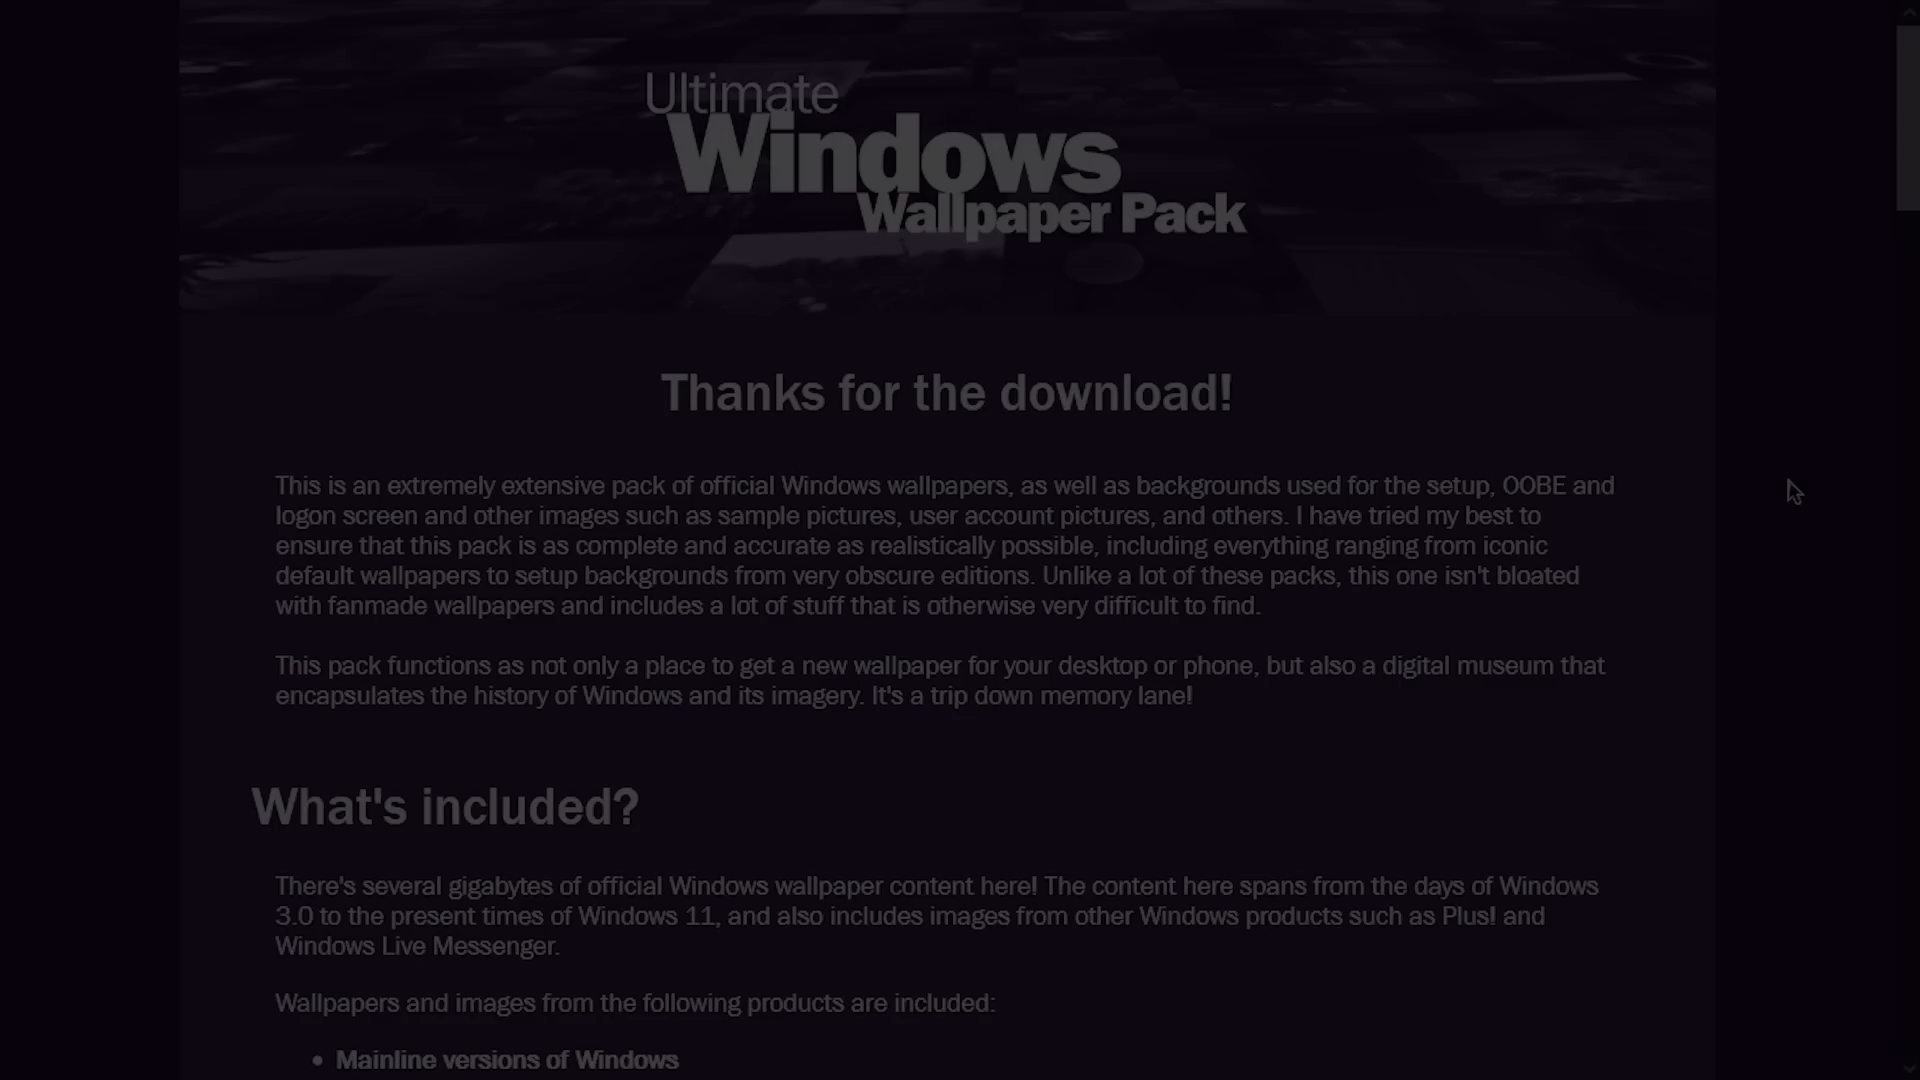 Ultimate
Windows
Wallpaper Pack
Thanks for the download!
This is an extremely extensive pack of official Windows wallpapers, as well as backgrounds used for the setup, OOBE and
logon screen and other images such as sample pictures, user account pictures, and others. I have tried my best to
ensure that this pack is as complete and accurate as realistically possible, including everything ranging from iconic
default wallpapers to setup backgrounds from very obscure editions. Unlike a lot of these packs, this one isn't bloated
with fanmade wallpapers and includes a lot of stuff that is otherwise very difficult to find.
This pack functions as not only a place to get a new wallpaper for your desktop or phone, but also a digital museum that
encapsulates the history of Windows and its imagery. It's a trip down memory lane!
What's included?
There's several gigabytes of official Windows wallpaper content here! The content here spans from the days of Windows
3.0 to the present times of Windows 11, and also includes images from other Windows products such as Plus! and
Windows Live Messenger.
Wallpapers and images from the following products are included:
• Mainline versions of Windows